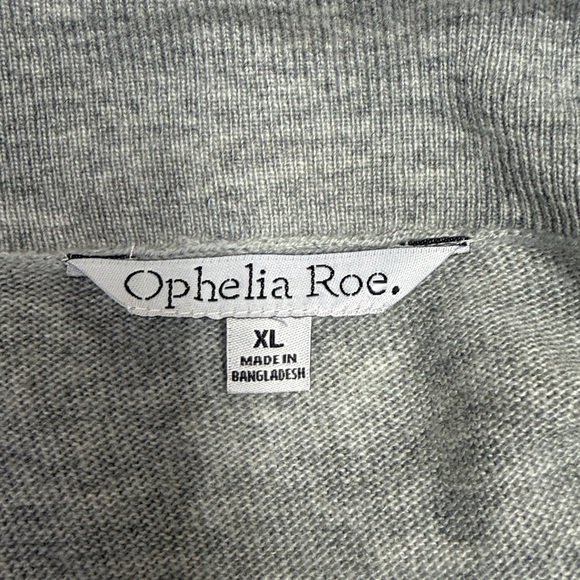 Ophelia Roe.
XL
MADE IN
BANGLADESH